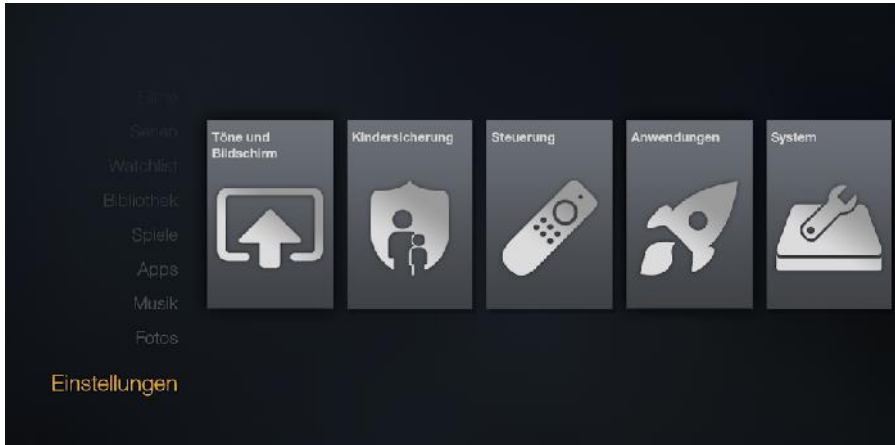 Filme
Serien
Watchlist
Bibliothek
Spiele
Apps
Musik
Fotos
Einstellungen
Töne und
Bildschirm
Kindersicherung
Steuerung
Anwendungen
System